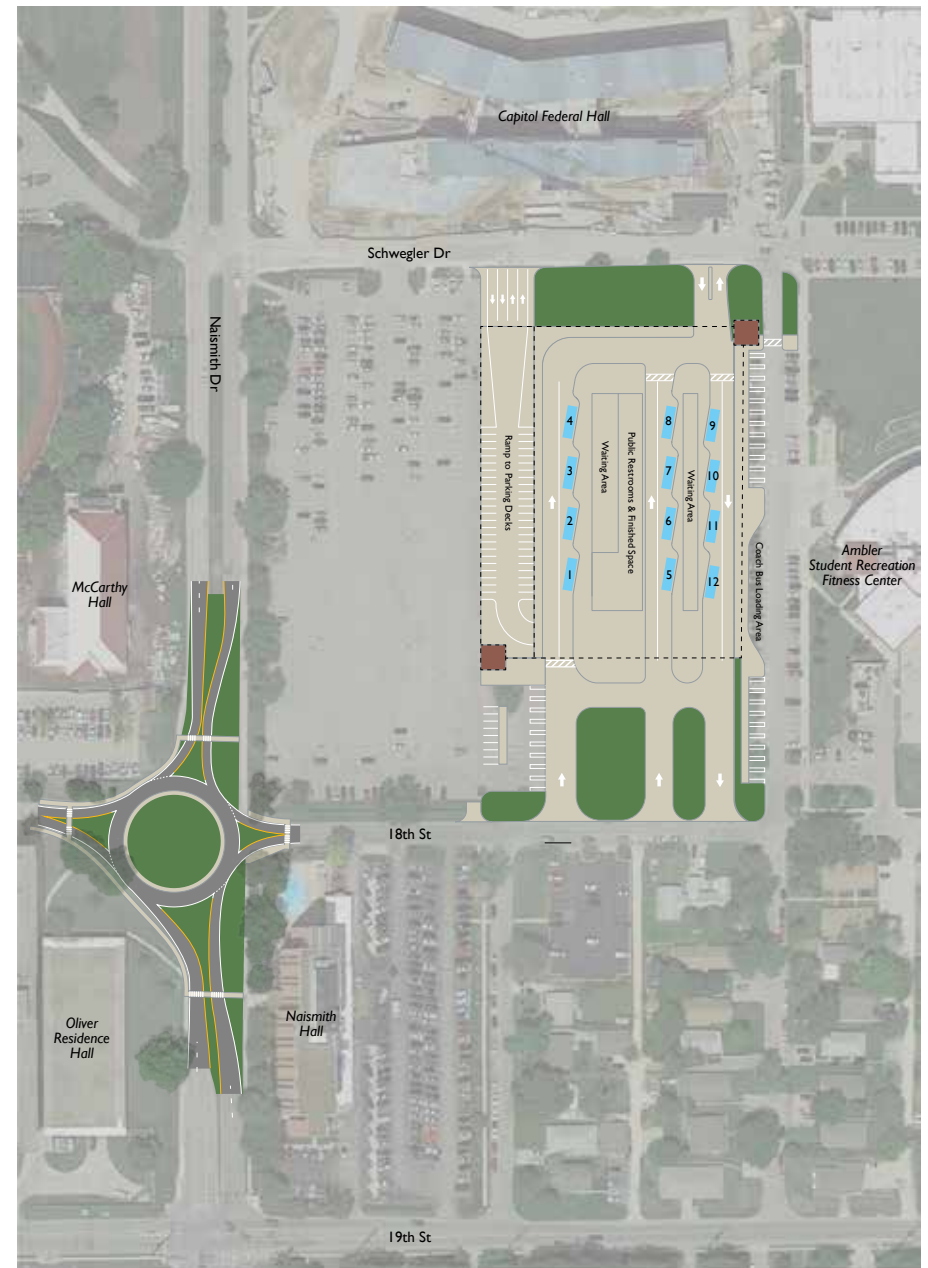 Capitol Federal Hall
Schwegler Dr
Naismith Dr
4
3
2
1
8
7
6
5
9
10
11
12
Ramp to Parking Decks
Waiting Area
Public Restrooms & Finished Space
Waiting Area
Coach Bus Loading Area
Ambler
Student Recreation
Fitness Center
McCarthy
Hall
18th St
Oliver
Residence
Hall
Naismith
Hall
19th St